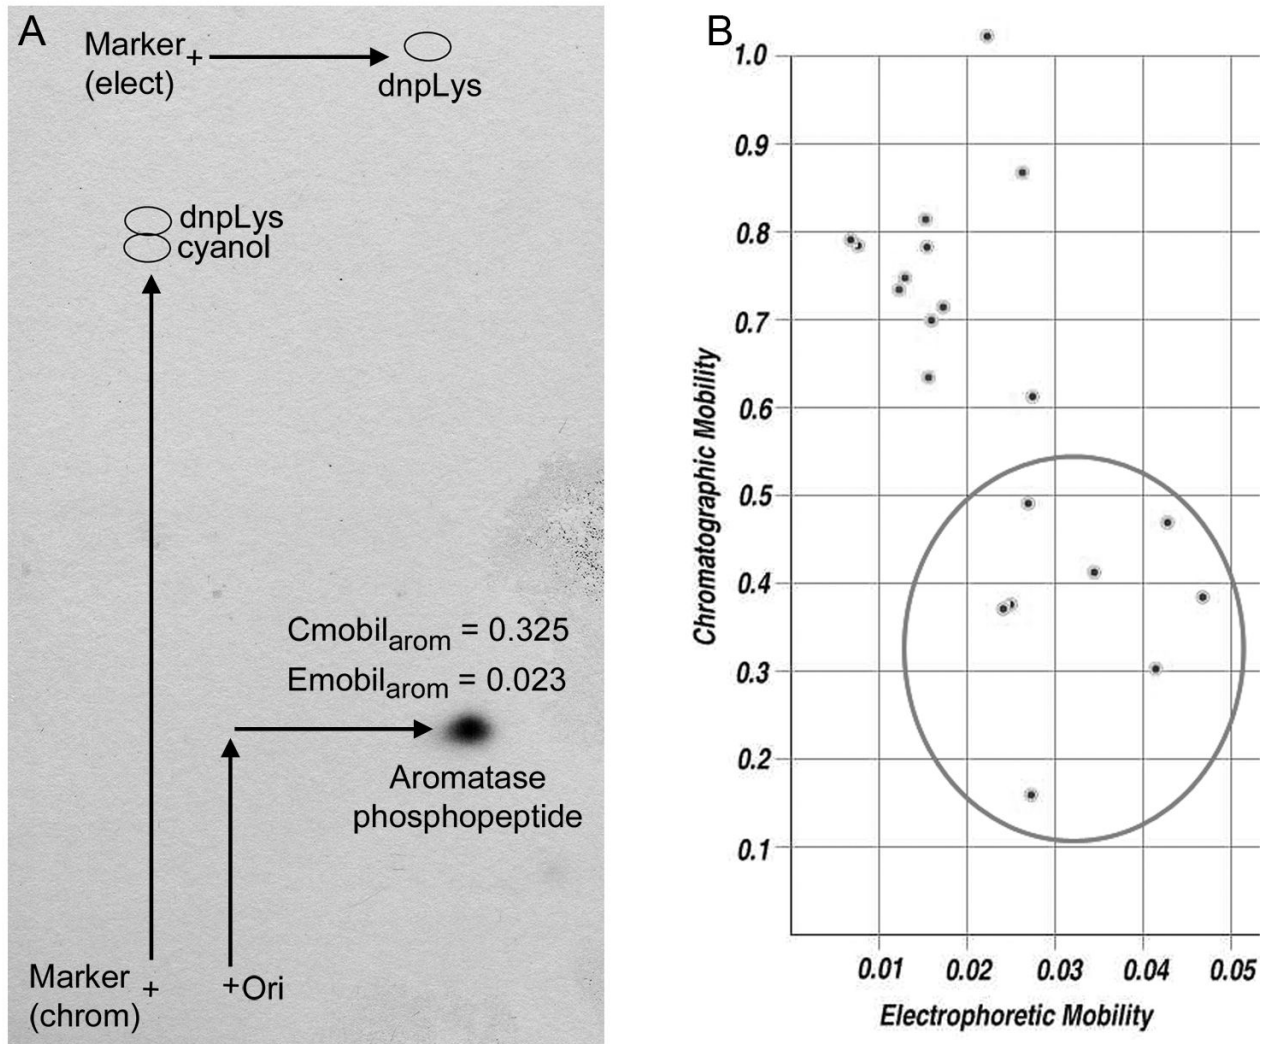 A
Marker +
(elect)
dnpLys
dnpLys
cyanol
Cmobilarom = 0.325
Emobilarom = 0.023
Aromatase
phosphopeptide
Marker +
(chrom)
+Ori
B
1.0
0.9
0.8
0.7
0.6
0.5
0.4
0.3
0.2
0.1
Chromatographic Mobility
0.01 0.02 0.03 0.04 0.05
Electrophoretic Mobility